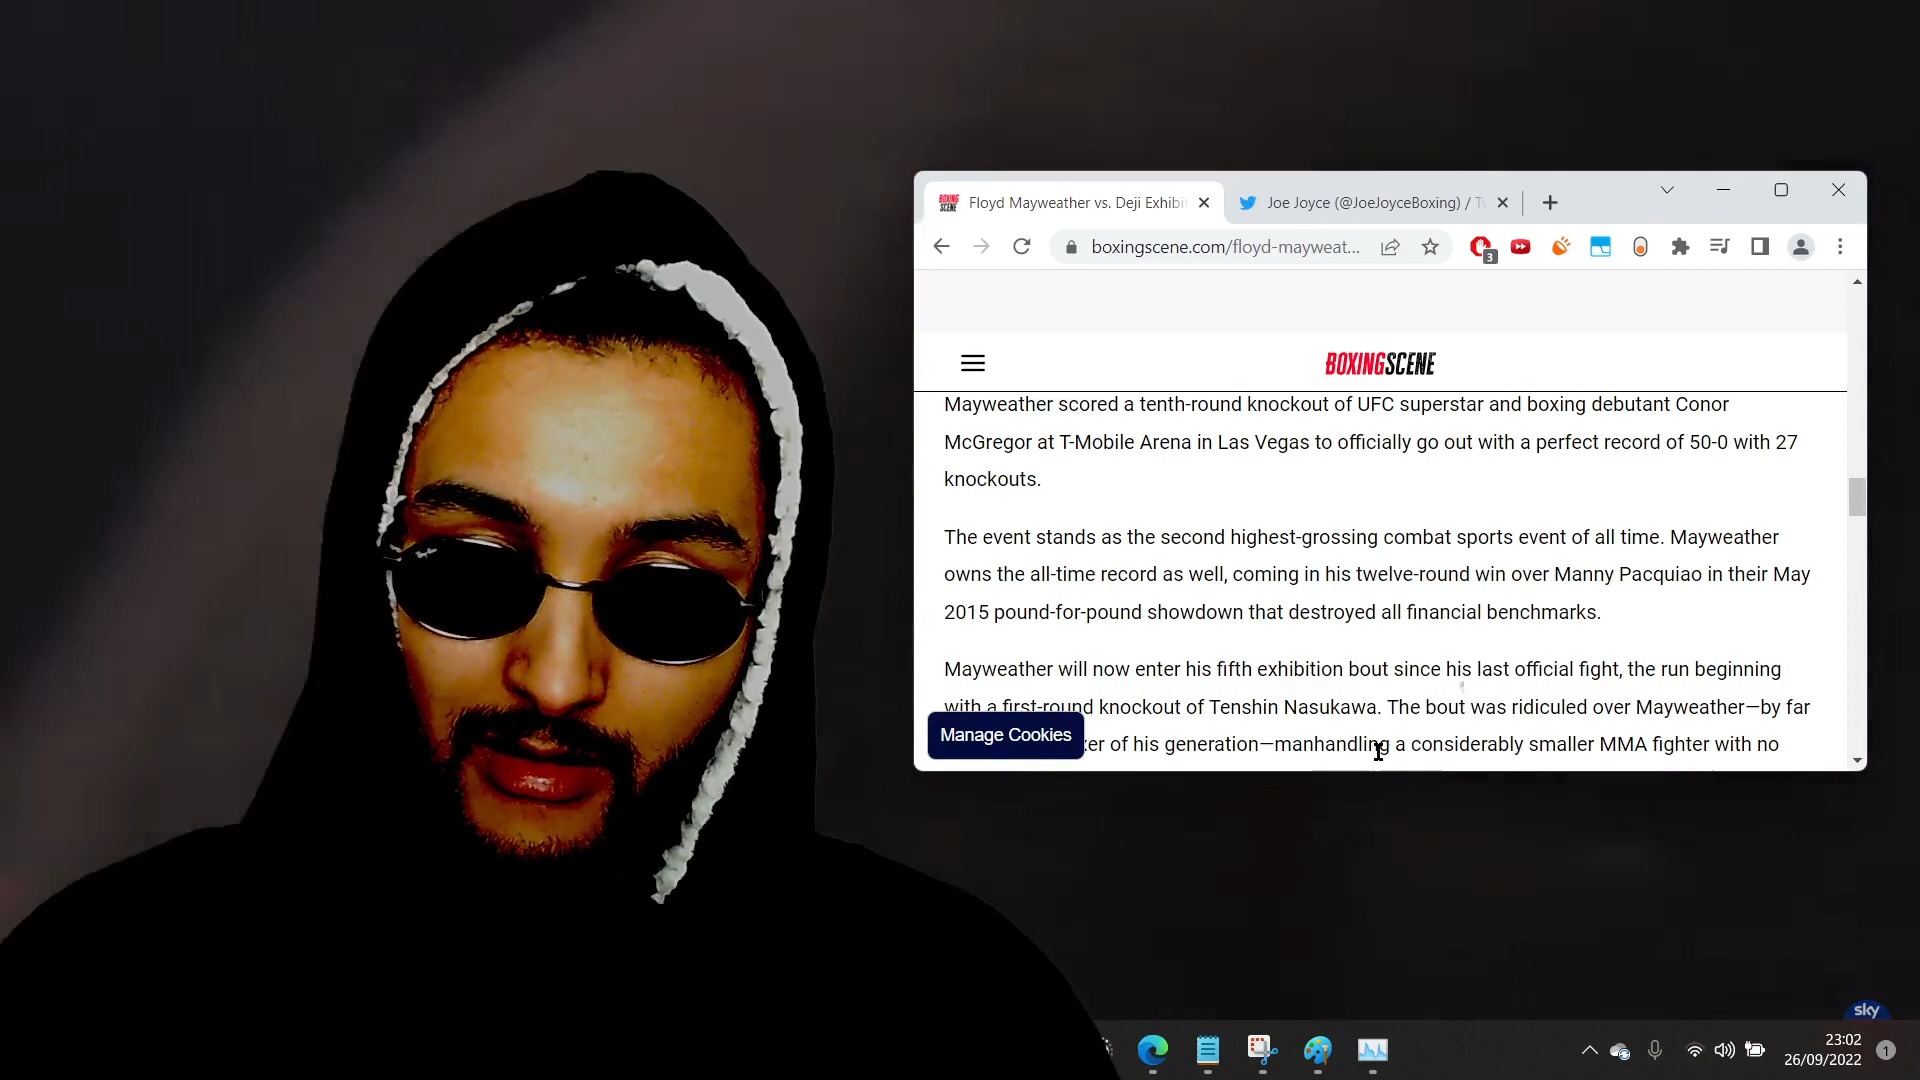 Floyd Mayweather vs. Deji Exhibi
Joe Joyce (@JoeJoyceBoxing) / Tw
boxingscene.com/floyd-mayweat...
3
BOXING SCENE
BOXINGSCENE
Mayweather scored a tenth-round knockout of UFC superstar and boxing debutant Conor
McGregor at T-Mobile Arena in Las Vegas to officially go out with a perfect record of 50-0 with 27
knockouts.
The event stands as the second highest-grossing combat sports event of all time. Mayweather
owns the all-time record as well, coming in his twelve-round win over Manny Pacquiao in their May
2015 pound-for-pound showdown that destroyed all financial benchmarks.
Mayweather will now enter his fifth exhibition bout since his last official fight, the run beginning
with a first-round knockout of Tenshin Nasukawa. The bout was ridiculed over Mayweather—by far
Manage Cookies
er of his generation—manhandling a considerably smaller MMA fighter with no
sky
23:02
26/09/2022
1